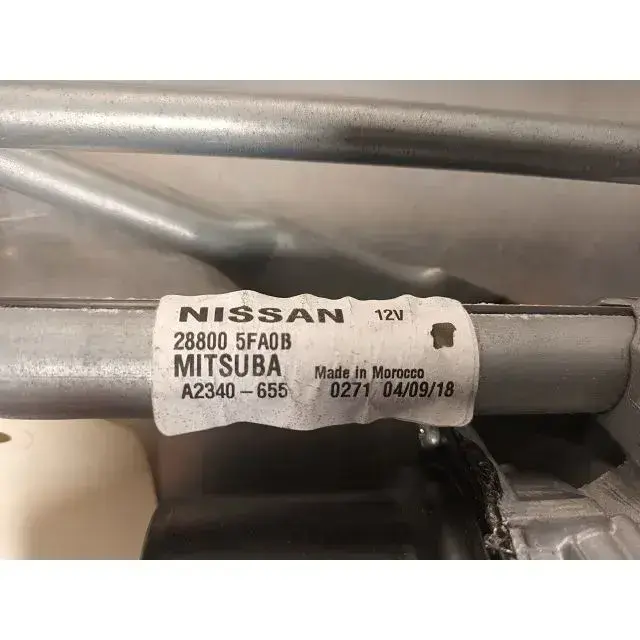 NISSAN 12V
28800 5FA0B
MITSUBA Made in Morocco
A2340-655 0271 04/09/18